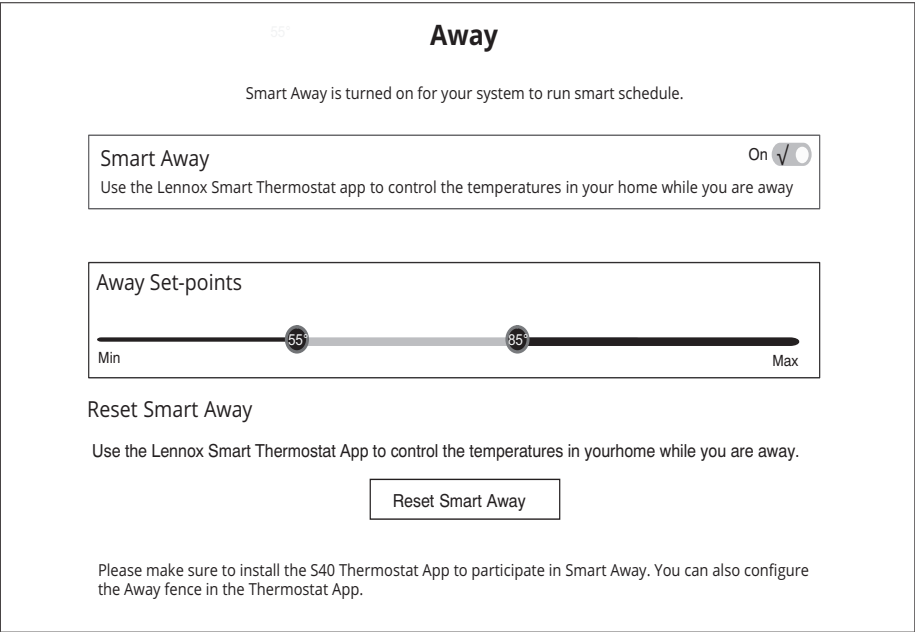 55°
Away
Smart Away is turned on for your system to run smart schedule.
Smart Away
On √
Use the Lennox Smart Thermostat app to control the temperatures in your home while you are away
Away Set-points
55° 85°
Min Max
Reset Smart Away
Use the Lennox Smart Thermostat App to control the temperatures in yourhome while you are away.
Reset Smart Away
Please make sure to install the S40 Thermostat App to participate in Smart Away. You can also configure
the Away fence in the Thermostat App.